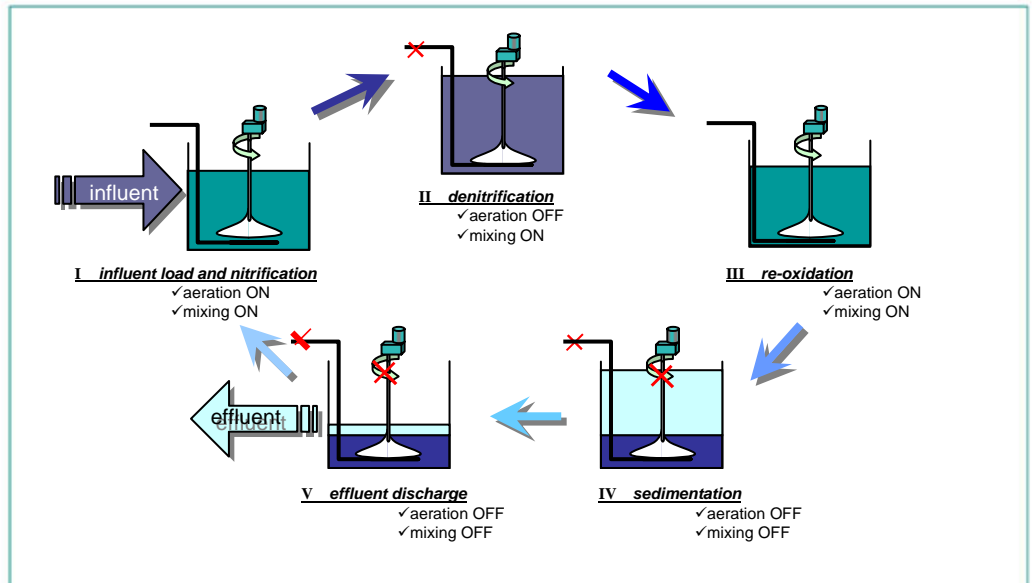 influent
I influent load and nitrification
✓aeration ON
✓mixing ON
II denitrification
✓aeration OFF
✓mixing ON
III re-oxidation
✓aeration ON
✓mixing ON
IV sedimentation
✓aeration OFF
✓mixing OFF
V effluent discharge
✓aeration OFF
✓mixing OFF
effluent